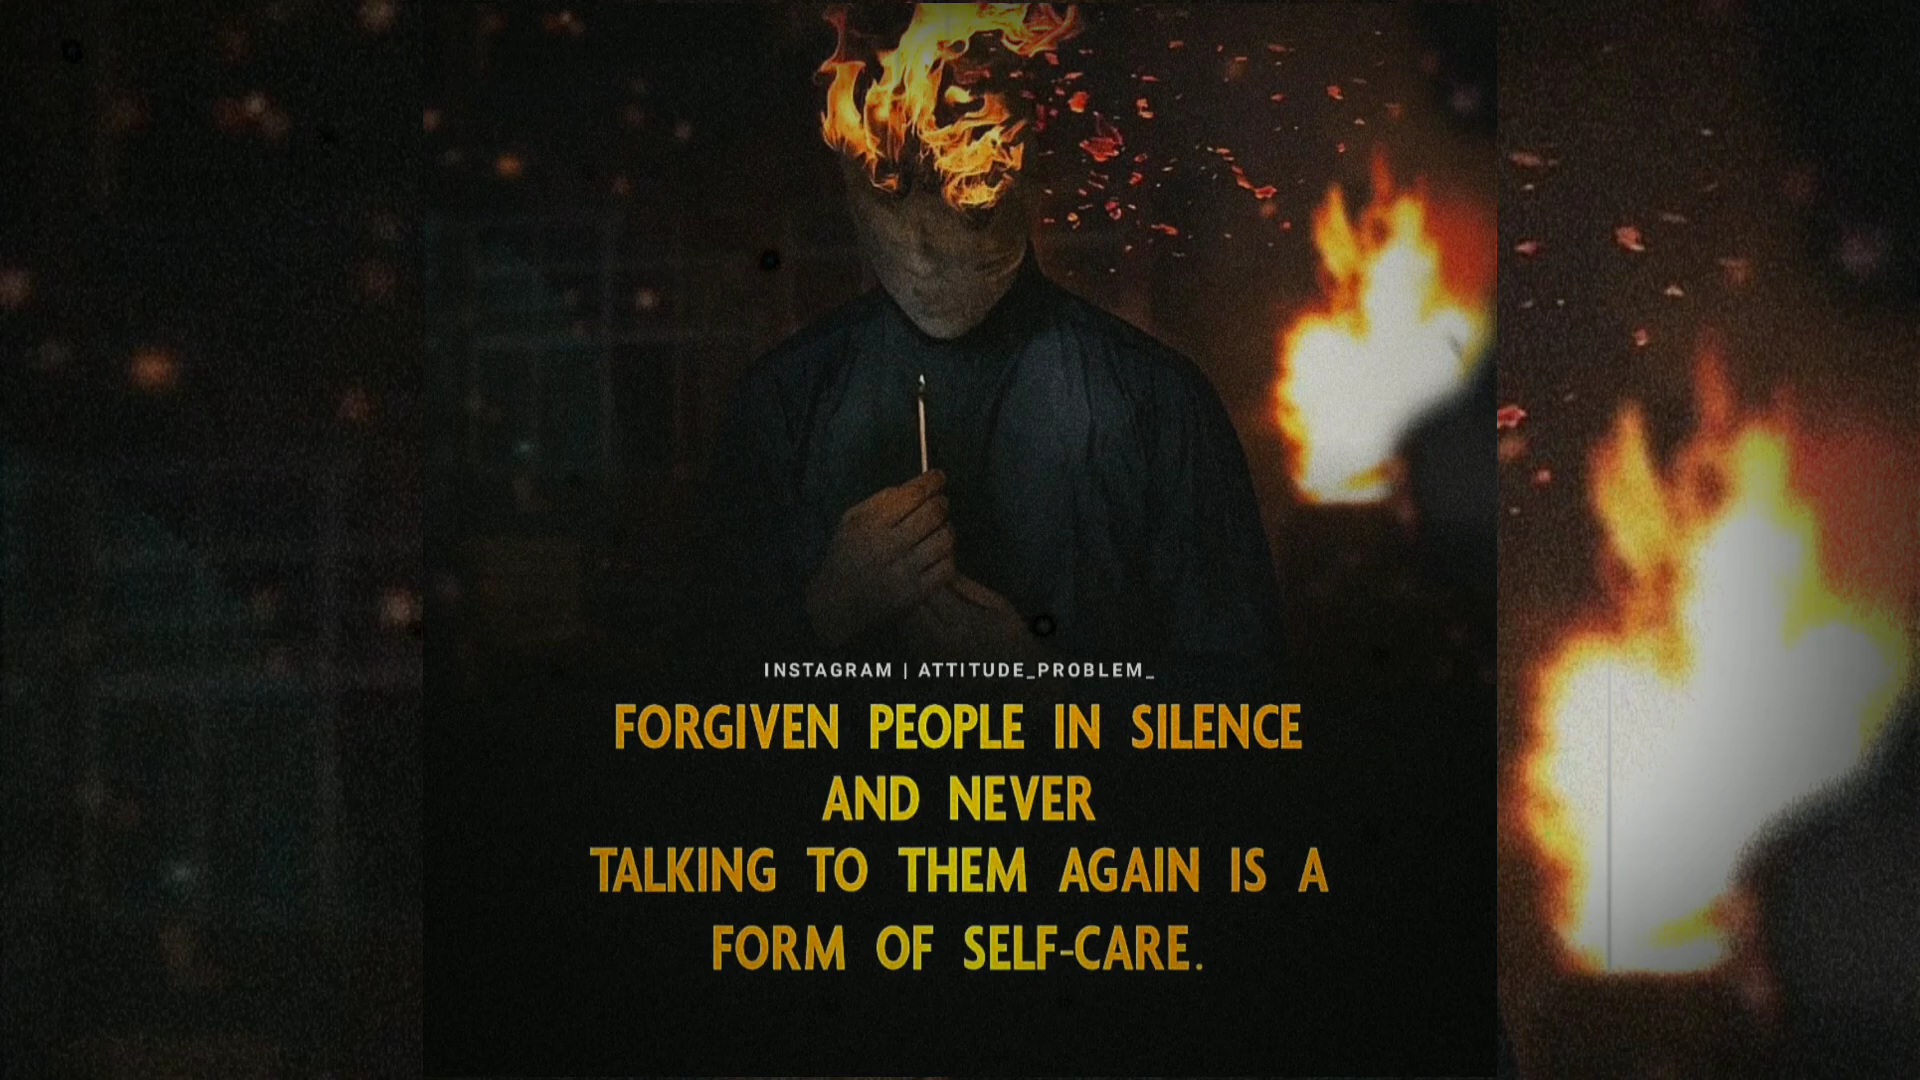 INSTAGRAM | ATTITUDE_PROBLEM_
FORGIVEN PEOPLE IN SILENCE
AND NEVER
TALKING TO THEM AGAIN IS A
FORM OF SELF-CARE.